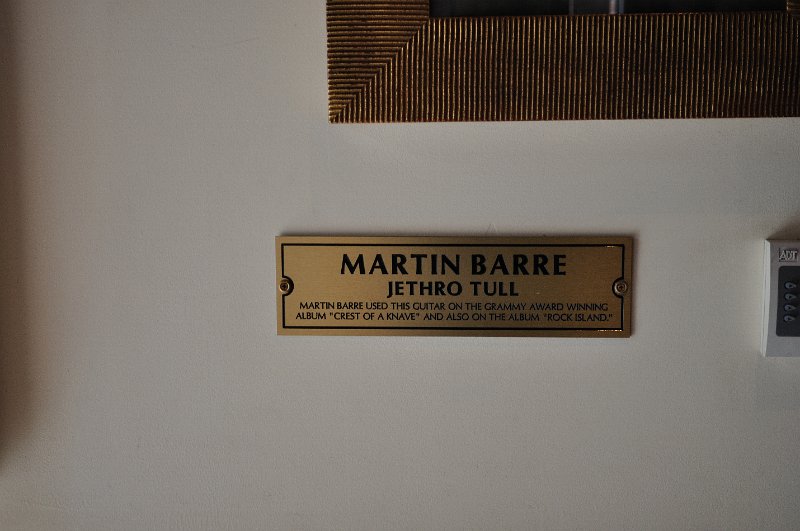 MARTIN BARRE
JETHRO TULL
MARTIN BARRE USED THIS GUITAR ON THE GRAMMY AWARD WINNING
ALBUM "CREST OF A KNAVE" AND ALSO ON THE ALBUM "ROCK ISLAND."
ADT